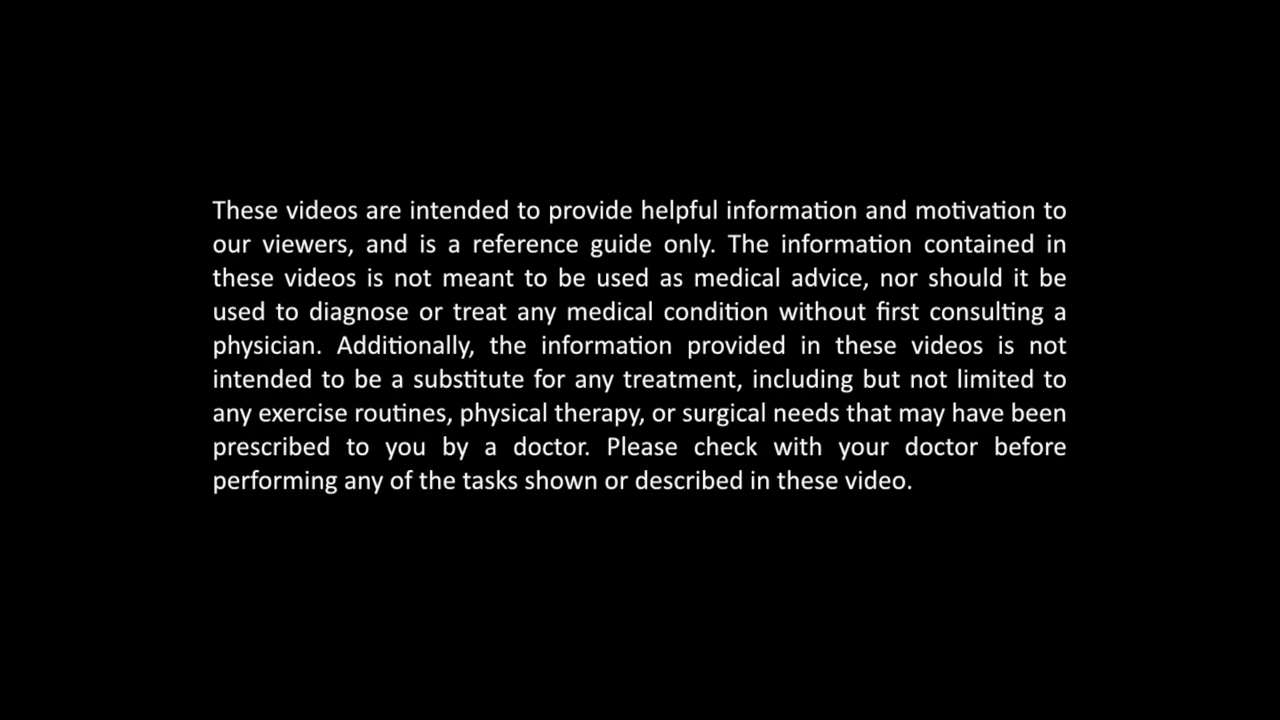 These videos are intended to provide helpful information and motivation to
our viewers, and is a reference guide only. The information contained in
these videos is not meant to be used as medical advice, nor should it be
used to diagnose or treat any medical condition without first consulting a
physician. Additionally, the information provided in these videos is not
intended to be a substitute for any treatment, including but not limited to
any exercise routines, physical therapy, or surgical needs that may have been
prescribed to you by a doctor. Please check with your doctor before
performing any of the tasks shown or described in these video.